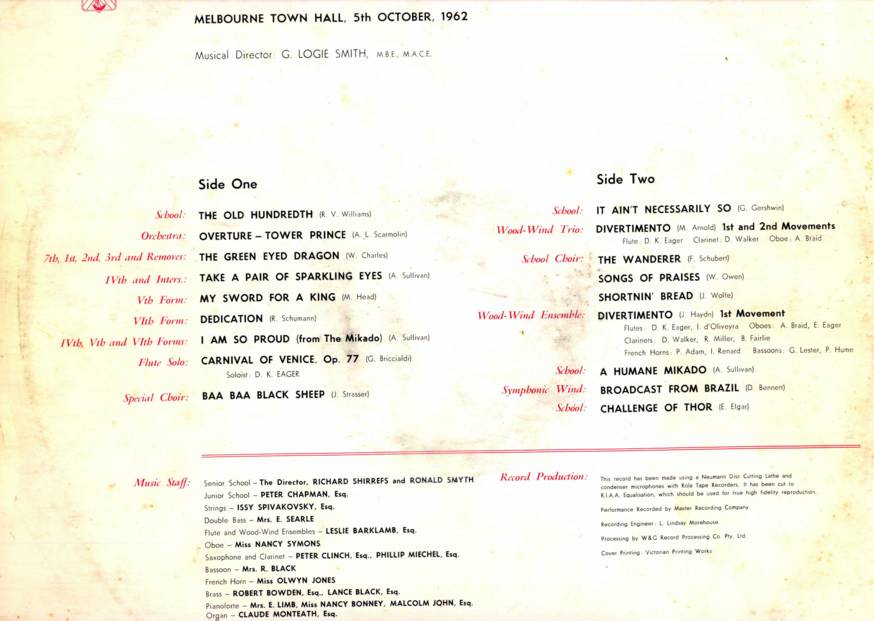 MELBOURNE TOWN HALL, 5th OCTOBER, 1962
Musical Director: G. LOGIE SMITH, M.B.E., M.A.C.E.
Side One
School: THE OLD HUNDREDTH (R. V. Williams)
Orchestra: OVERTURE – TOWER PRINCE (A. L. Scarmolin)
7th, 1st, 2nd, 3rd and Removes: THE GREEN EYED DRAGON (W. Charles)
IVth and Inters.: TAKE A PAIR OF SPARKLING EYES (A. Sullivan)
Vth Form: MY SWORD FOR A KING (M. Head)
VIth Form: DEDICATION (R. Schumann)
IVth, Vth and VIth Forms: I AM SO PROUD (from The Mikado) (A. Sullivan)
Flute Solo: CARNIVAL OF VENICE, Op. 77 (G. Briccialdi)
Soloist: D. K. EAGER
Special Choir: BAA BAA BLACK SHEEP (J. Strasser)
Side Two
School: IT AIN'T NECESSARILY SO (G. Gershwin)
Wood-Wind Trio: DIVERTIMENTO (M. Arnold) 1st and 2nd Movements
Flute: D. K. Eager Clarinet: D. Walker Oboe: A. Braid
School Choir: THE WANDERER (F. Schubert)
SONGS OF PRAISES (W. Owen)
SHORTNIN' BREAD (J. Wolfe)
Wood-Wind Ensemble: DIVERTIMENTO (J. Haydn) 1st Movement
Flutes: D. K. Eager, I. d'Oliveyra Oboes: A. Braid, E. Eager
Clarinets: D. Walker, R. Miller, B. Fairlie
French Horns: P. Adam, I. Renard Bassoons: G. Lester, P. Hume
School: A HUMANE MIKADO (A. Sullivan)
Symphonic Wind: BROADCAST FROM BRAZIL (D. Bennett)
School: CHALLENGE OF THOR (E. Elgar)
Music Staff: Senior School – The Director, RICHARD SHIRREFS and RONALD SMYTH
Junior School – PETER CHAPMAN, Esq.
Strings – ISSY SPIVAKOVSKY, Esq.
Double Bass – Mrs. E. SEARLE
Flute and Wood-Wind Ensembles – LESLIE BARKLAMB, Esq.
Oboe – Miss NANCY SYMONS
Saxophone and Clarinet – PETER CLINCH, Esq., PHILLIP MIECHEL, Esq.
Bassoon – Mrs. R. BLACK
French Horn – Miss OLWYN JONES
Brass – ROBERT BOWDEN, Esq., LANCE BLACK, Esq.
Pianoforte – Mrs. E. LIMB, Miss NANCY BONNEY, MALCOLM JOHN, Esq.
Organ – CLAUDE MONTEATH, Esq.
Record Production: This record has been made using a Neumann Disc Cutting Lathe and
condenser microphones with Rola Tape Recorders. It has been cut to
R.I.A.A. Equalisation, which should be used for true high fidelity reproduction.
Performance Recorded by Master Recording Company
Recording Engineer: L. Lindsay Morehouse
Processing by W&G Record Processing Co. Pty. Ltd.
Cover Printing: Victorian Printing Works